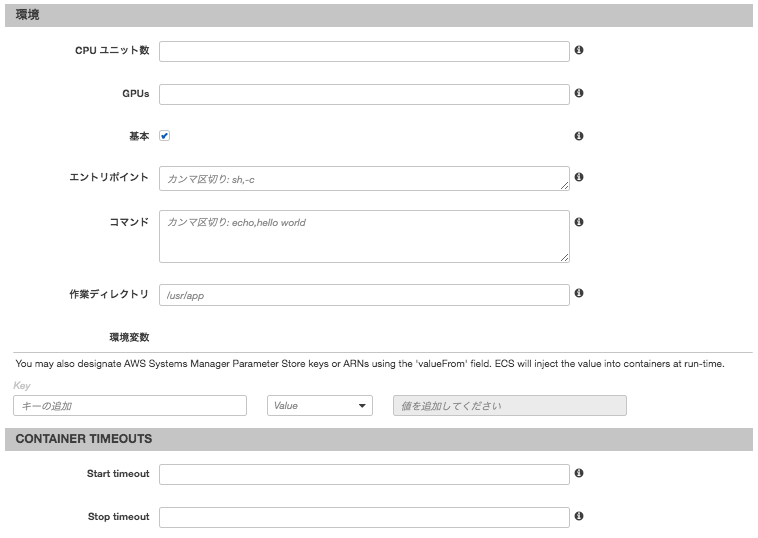 環境
CPU ユニット数
GPUs
基本
エントリポイント
カンマ区切り: sh,-c
コマンド
カンマ区切り: echo,hello world
作業ディレクトリ
/usr/app
環境変数
You may also designate AWS Systems Manager Parameter Store keys or ARNs using the 'valueFrom' field. ECS will inject the value into containers at run-time.
Key
キーの追加 Value 値を追加してください
CONTAINER TIMEOUTS
Start timeout
Stop timeout